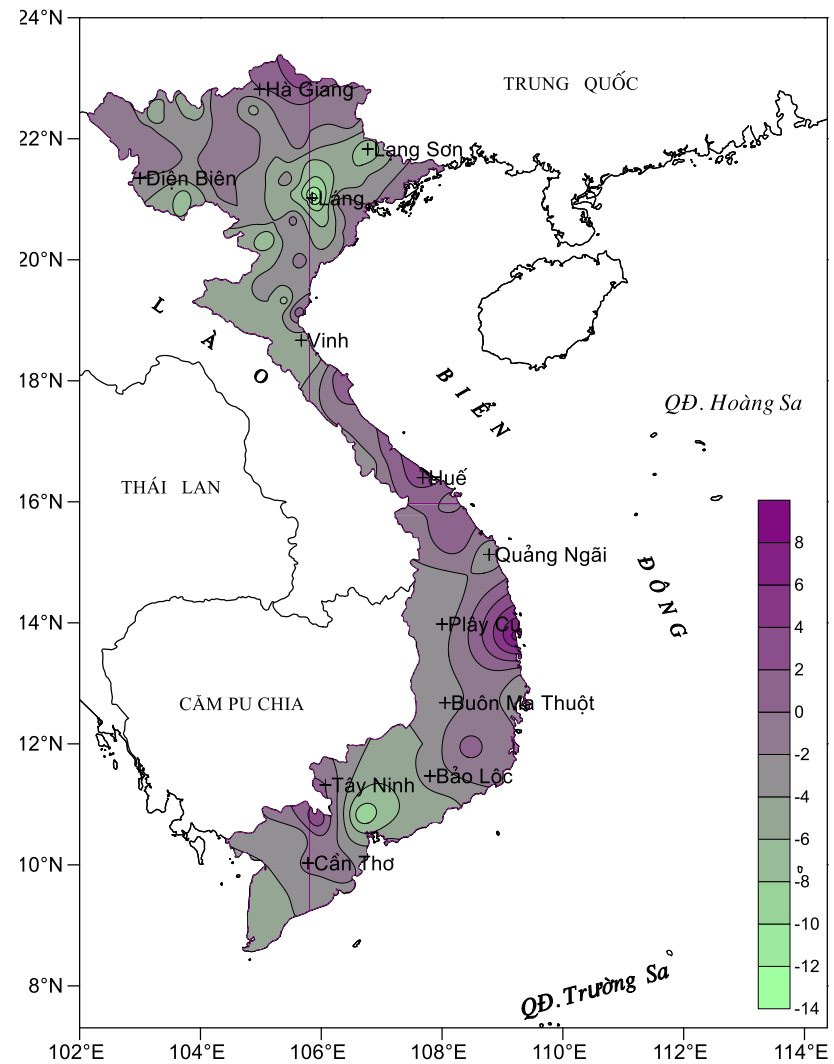 24°N
TRUNG QUỐC
Hà Giang
22°N
Lạng Sơn
Điện Biên
Láng
20°N
LÀO
Vinh
18°N
BIỂN
QĐ. Hoàng Sa
Huế
THÁI LAN
16°N
Quảng Ngãi
ĐÔNG
14°N
Plây Cu
CĂM PU CHIA
Buôn Ma Thuột
12°N
Bảo Lộc
Tây Ninh
10°N
Cần Thơ
8°N
QĐ. Trường Sa
8
6
4
2
0
-2
-4
-6
-8
-10
-12
-14
102°E 104°E 106°E 108°E 110°E 112°E 114°E